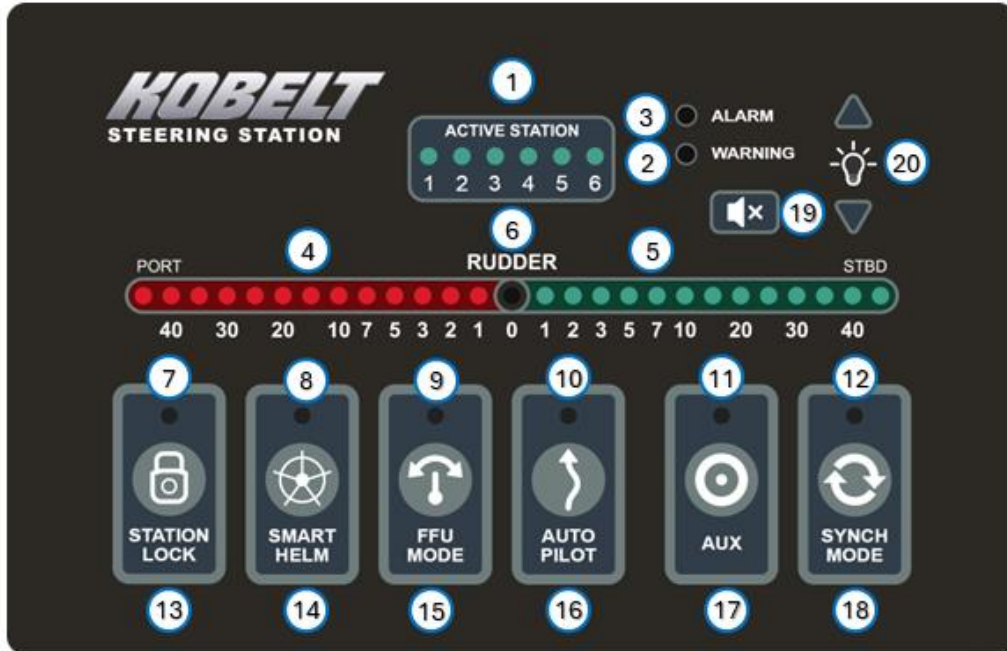 KOBELT
STEERING STATION
1
ACTIVE STATION
1 2 3 4 5 6
3 ALARM
2 WARNING
20
19
4 6 5
PORT RUDDER STBD
40 30 20 10 7 5 3 2 1 0 1 2 3 5 7 10 20 30 40
7 8 9 10 11 12
STATION LOCK
SMART HELM
FFU MODE
AUTO PILOT
AUX
SYNCH MODE
13 14 15 16 17 18